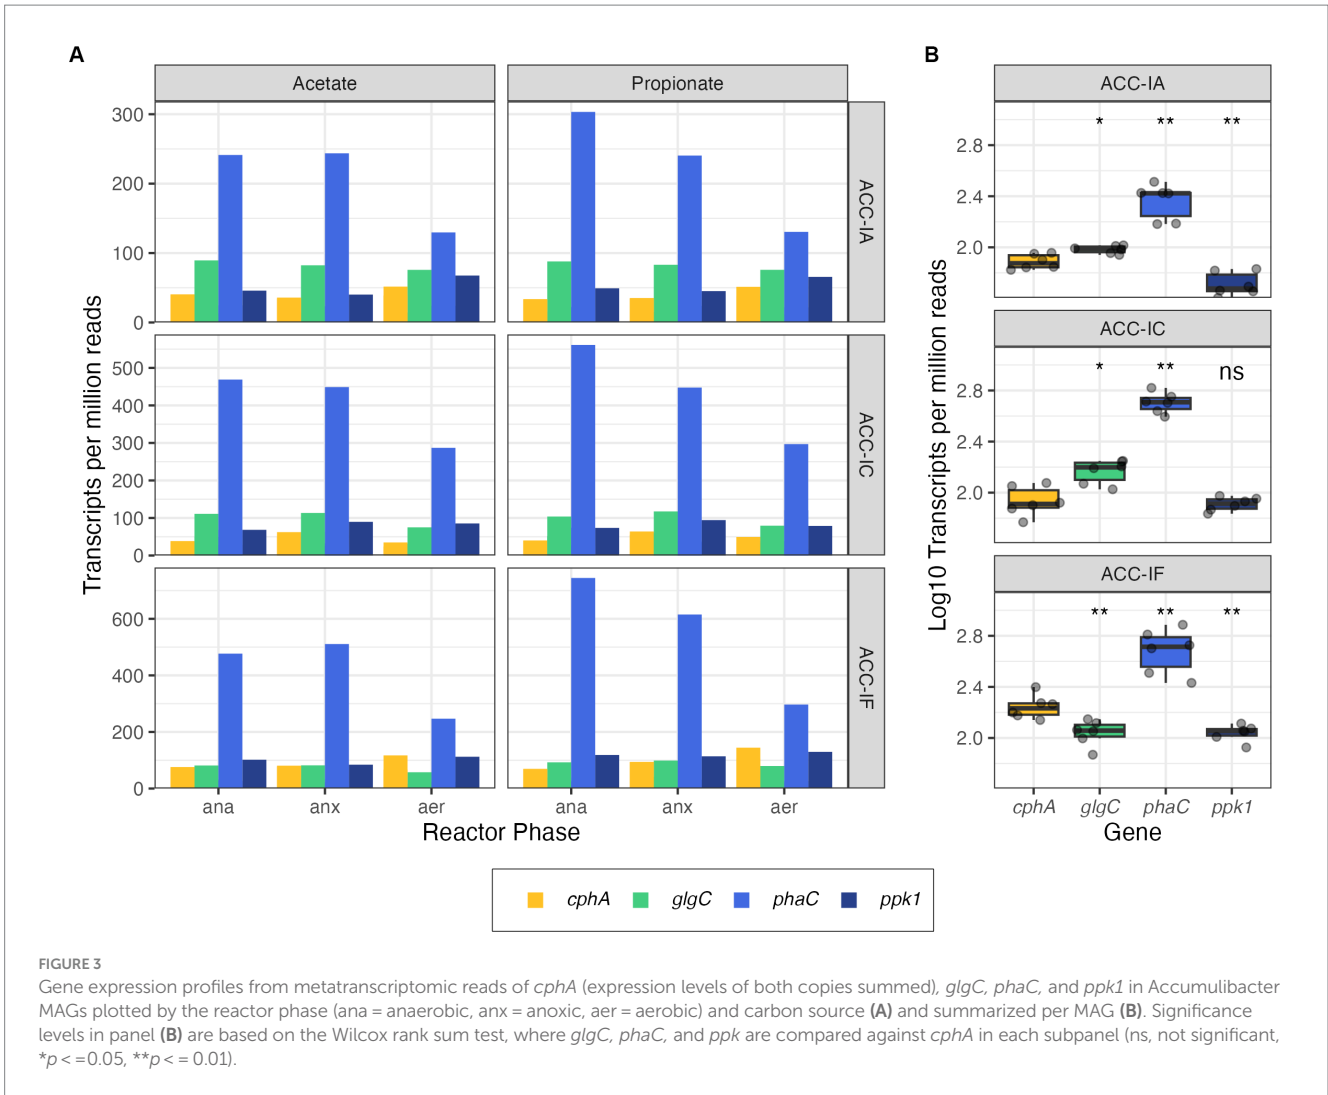 A
B
Acetate
Propionate
ACC-IA
300
200
100
0
ACC-IA
* ** **
2.8
2.4
2.0
ACC-IC
500
400
300
200
100
0
ACC-IC
* ** ns
2.8
2.4
2.0
ACC-IF
600
400
200
0
ACC-IF
** ** **
2.8
2.4
2.0
Transcripts per million reads
Log10 Transcripts per million reads
ana anx aer ana anx aer
Reactor Phase
cphA glgC phaC ppk1
Gene
cphA glgC phaC ppk1
FIGURE 3
Gene expression profiles from metatranscriptomic reads of cphA (expression levels of both copies summed), glgC, phaC, and ppk1 in Accumulibacter
MAGs plotted by the reactor phase (ana = anaerobic, anx = anoxic, aer = aerobic) and carbon source (A) and summarized per MAG (B). Significance
levels in panel (B) are based on the Wilcox rank sum test, where glgC, phaC, and ppk are compared against cphA in each subpanel (ns, not significant,
*p < =0.05, **p < = 0.01).